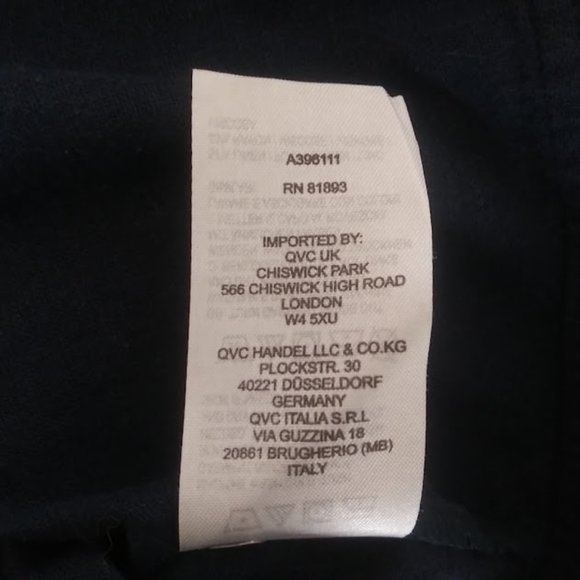 A396111
RN 81893
IMPORTED BY:
QVC UK
CHISWICK PARK
566 CHISWICK HIGH ROAD
LONDON
W4 5XU
QVC HANDEL LLC & CO.KG
PLOCKSTR. 30
40221 DÜSSELDORF
GERMANY
QVC ITALIA S.R.L
VIA GUZZINA 18
20861 BRUGHERIO (MB)
ITALY